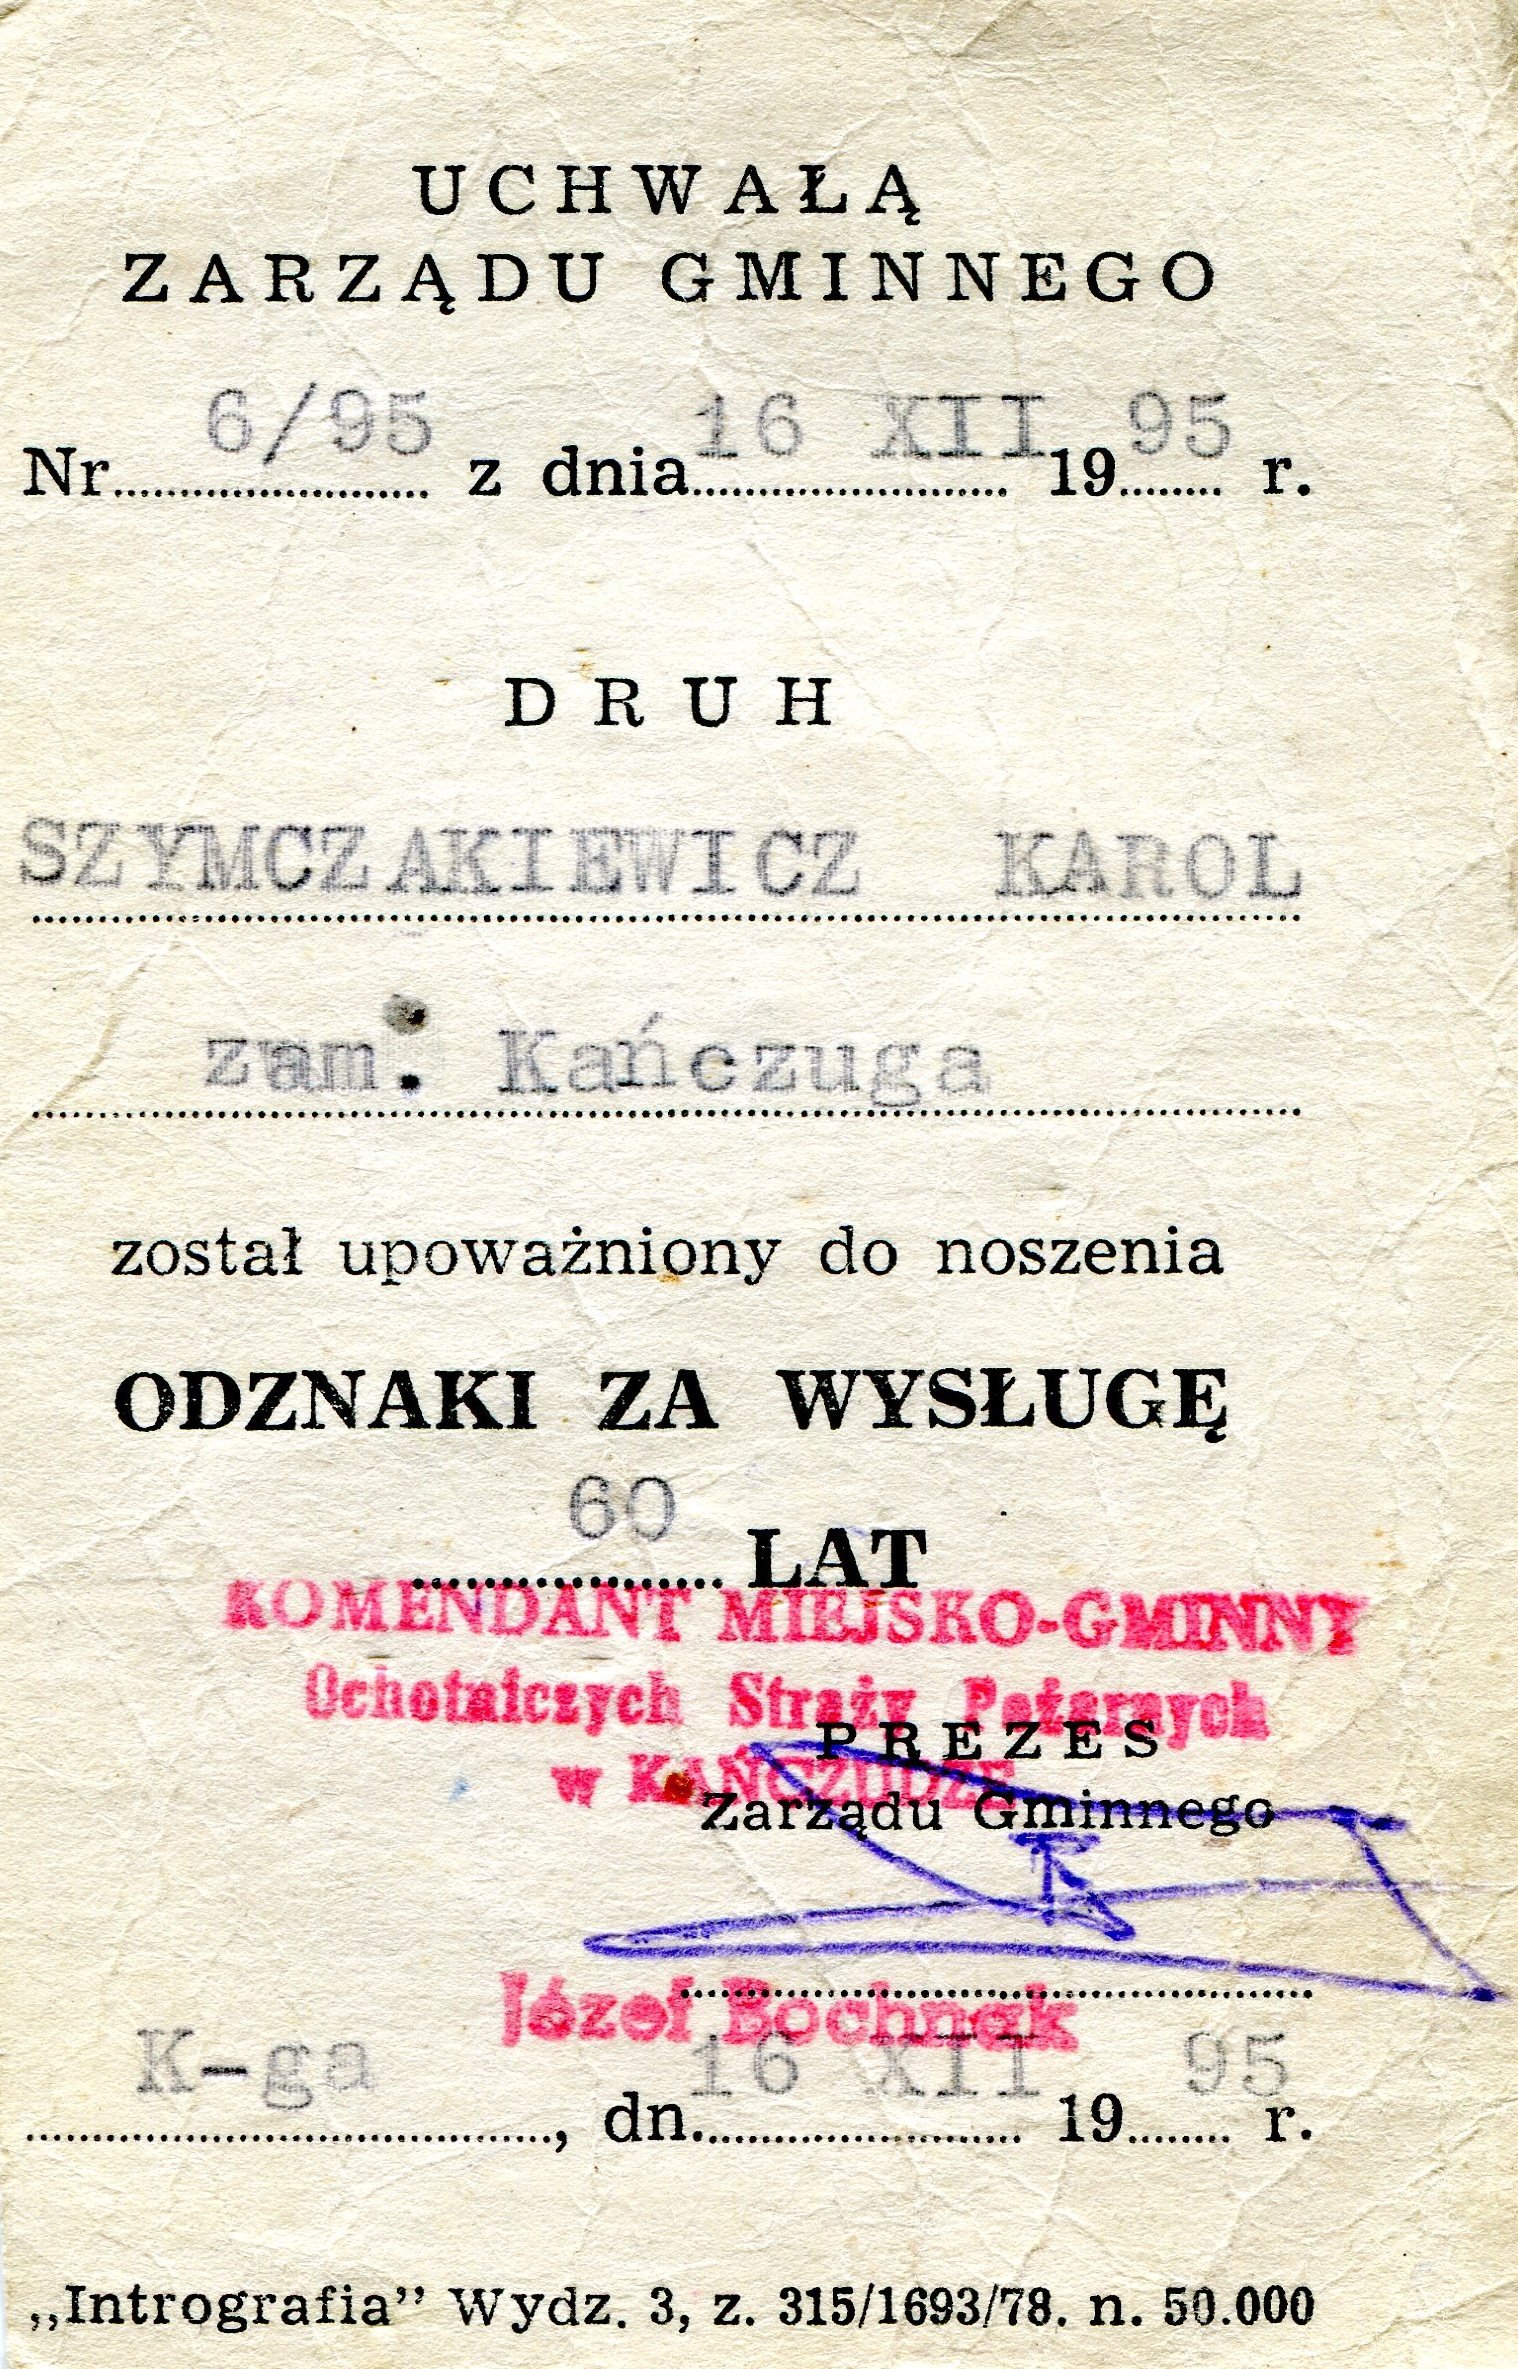 UCHWAŁĄ
ZARZĄDU GMINNEGO
Nr 6/95 z dnia 16 XII 19 95 r.
DRUH
SZYMCZAKIEWICZ KAROL
zam. Kańczuga
został upoważniony do noszenia
ODZNAKI ZA WYSŁUGĘ
60 LAT
KOMENDANT MIEJSKO-GMINNY
Ochotniczych Straży Pożarnych
w KAŃCZUDZE
PREZES
Zarządu Gminnego
Józef Bochnak
K-ga, dn. 16 XII 19 95 r.
„Intrografia” Wydz. 3, z. 315/1693/78. n. 50.000